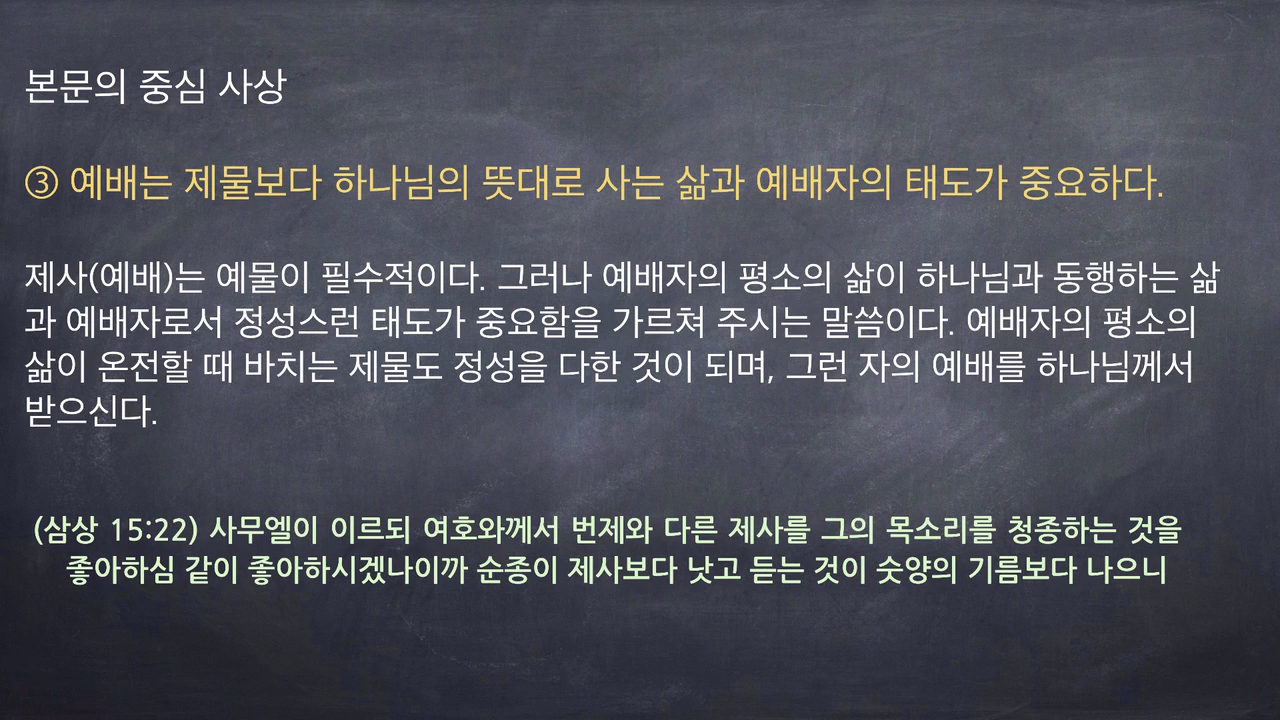 본문의 중심 사상
③ 예배는 제물보다 하나님의 뜻대로 사는 삶과 예배자의 태도가 중요하다.
제사(예배)는 예물이 필수적이다. 그러나 예배자의 평소의 삶이 하나님과 동행하는 삶
과 예배자로서 정성스런 태도가 중요함을 가르쳐 주시는 말씀이다. 예배자의 평소의
삶이 온전할 때 바치는 제물도 정성을 다한 것이 되며, 그런 자의 예배를 하나님께서
받으신다.
(삼상 15:22) 사무엘이 이르되 여호와께서 번제와 다른 제사를 그의 목소리를 청종하는 것을
좋아하심 같이 좋아하시겠나이까 순종이 제사보다 낫고 듣는 것이 숫양의 기름보다 나으니